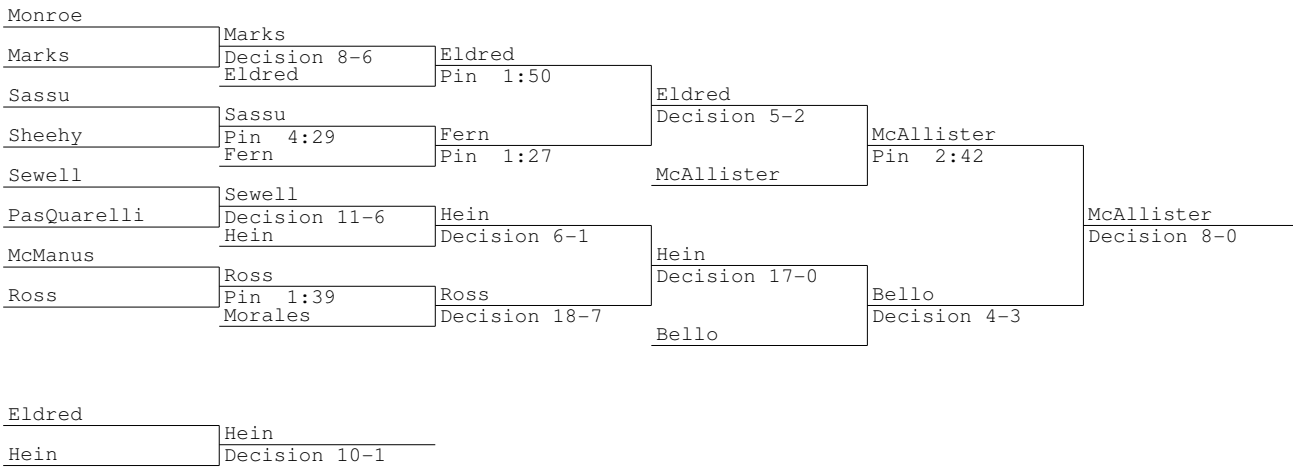 Monroe
Marks
Marks
Decision 8-6
Eldred
Eldred
Pin 1:50
Sassu
Sheehy
Sassu
Pin 4:29
Fern
Fern
Pin 1:27
Eldred
Decision 5-2
McAllister
McAllister
Pin 2:42
Sewell
PasQuarelli
Sewell
Decision 11-6
Hein
Hein
Decision 6-1
McManus
Ross
Ross
Pin 1:39
Morales
Ross
Decision 18-7
Hein
Decision 17-0
Bello
Bello
Decision 4-3
McAllister
Decision 8-0
Eldred
Hein
Hein
Decision 10-1